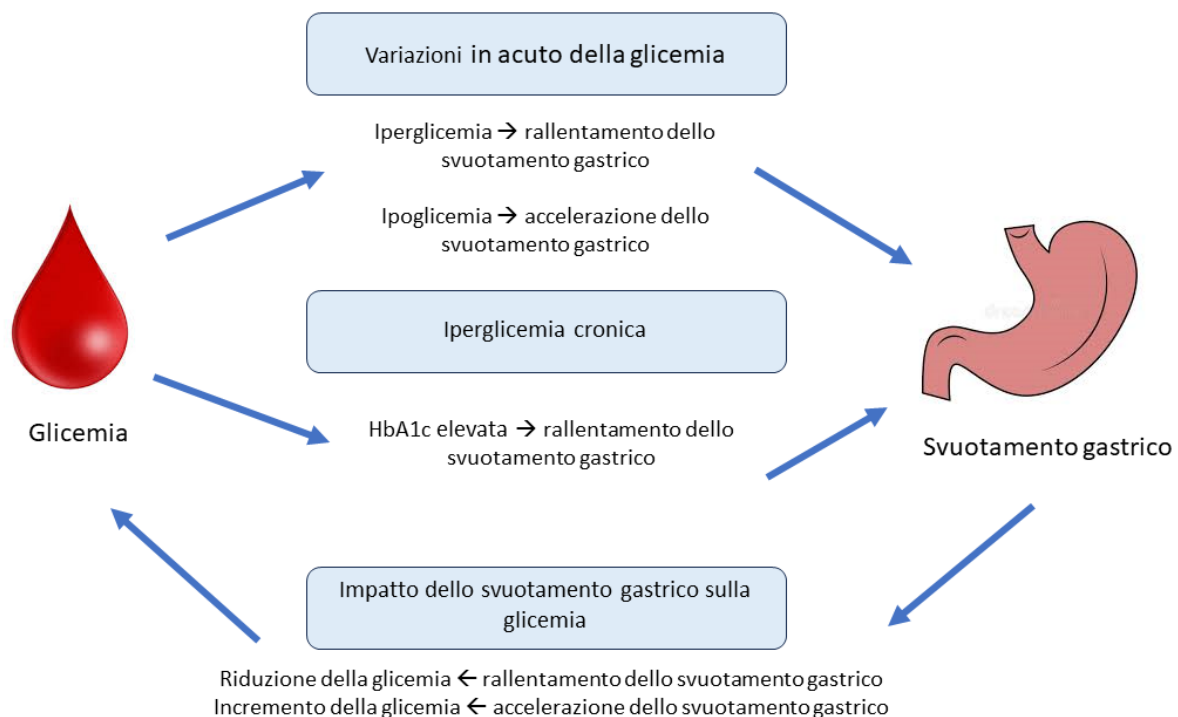 Variazioni in acuto della glicemia
Iperglicemia → rallentamento dello
svuotamento gastrico
Ipoglicemia → accelerazione dello
svuotamento gastrico
Iperglicemia cronica
Glicemia
HbA1c elevata → rallentamento dello
svuotamento gastrico
Svuotamento gastrico
Impatto dello svuotamento gastrico sulla
glicemia
Riduzione della glicemia ← rallentamento dello svuotamento gastrico
Incremento della glicemia ← accelerazione dello svuotamento gastrico